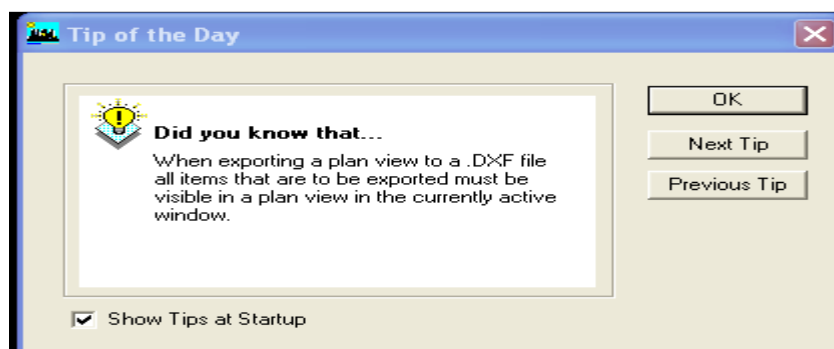 Tip of the Day
Did you know that...
When exporting a plan view to a .DXF file
all items that are to be exported must be
visible in a plan view in the currently active
window.
OK
Next Tip
Previous Tip
Show Tips at Startup